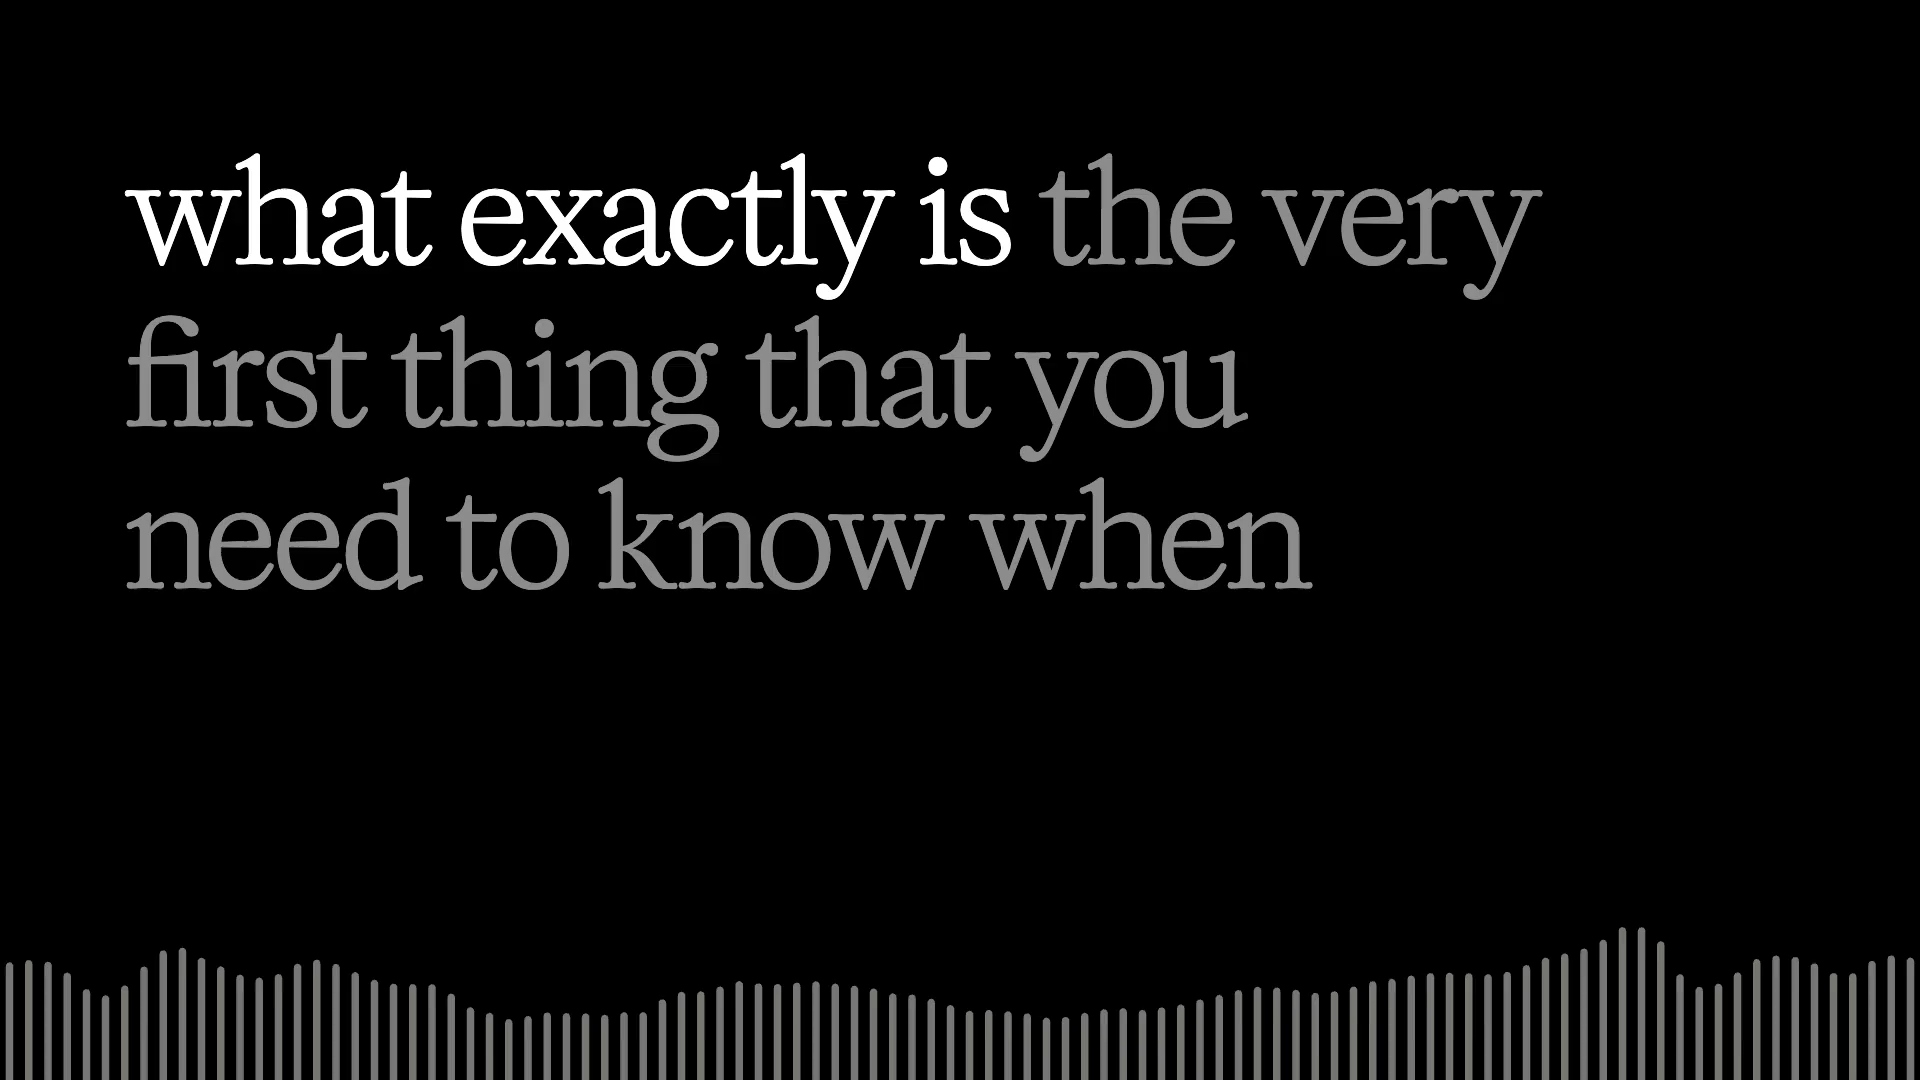 what exactly is the very
first thing that you
need to know when